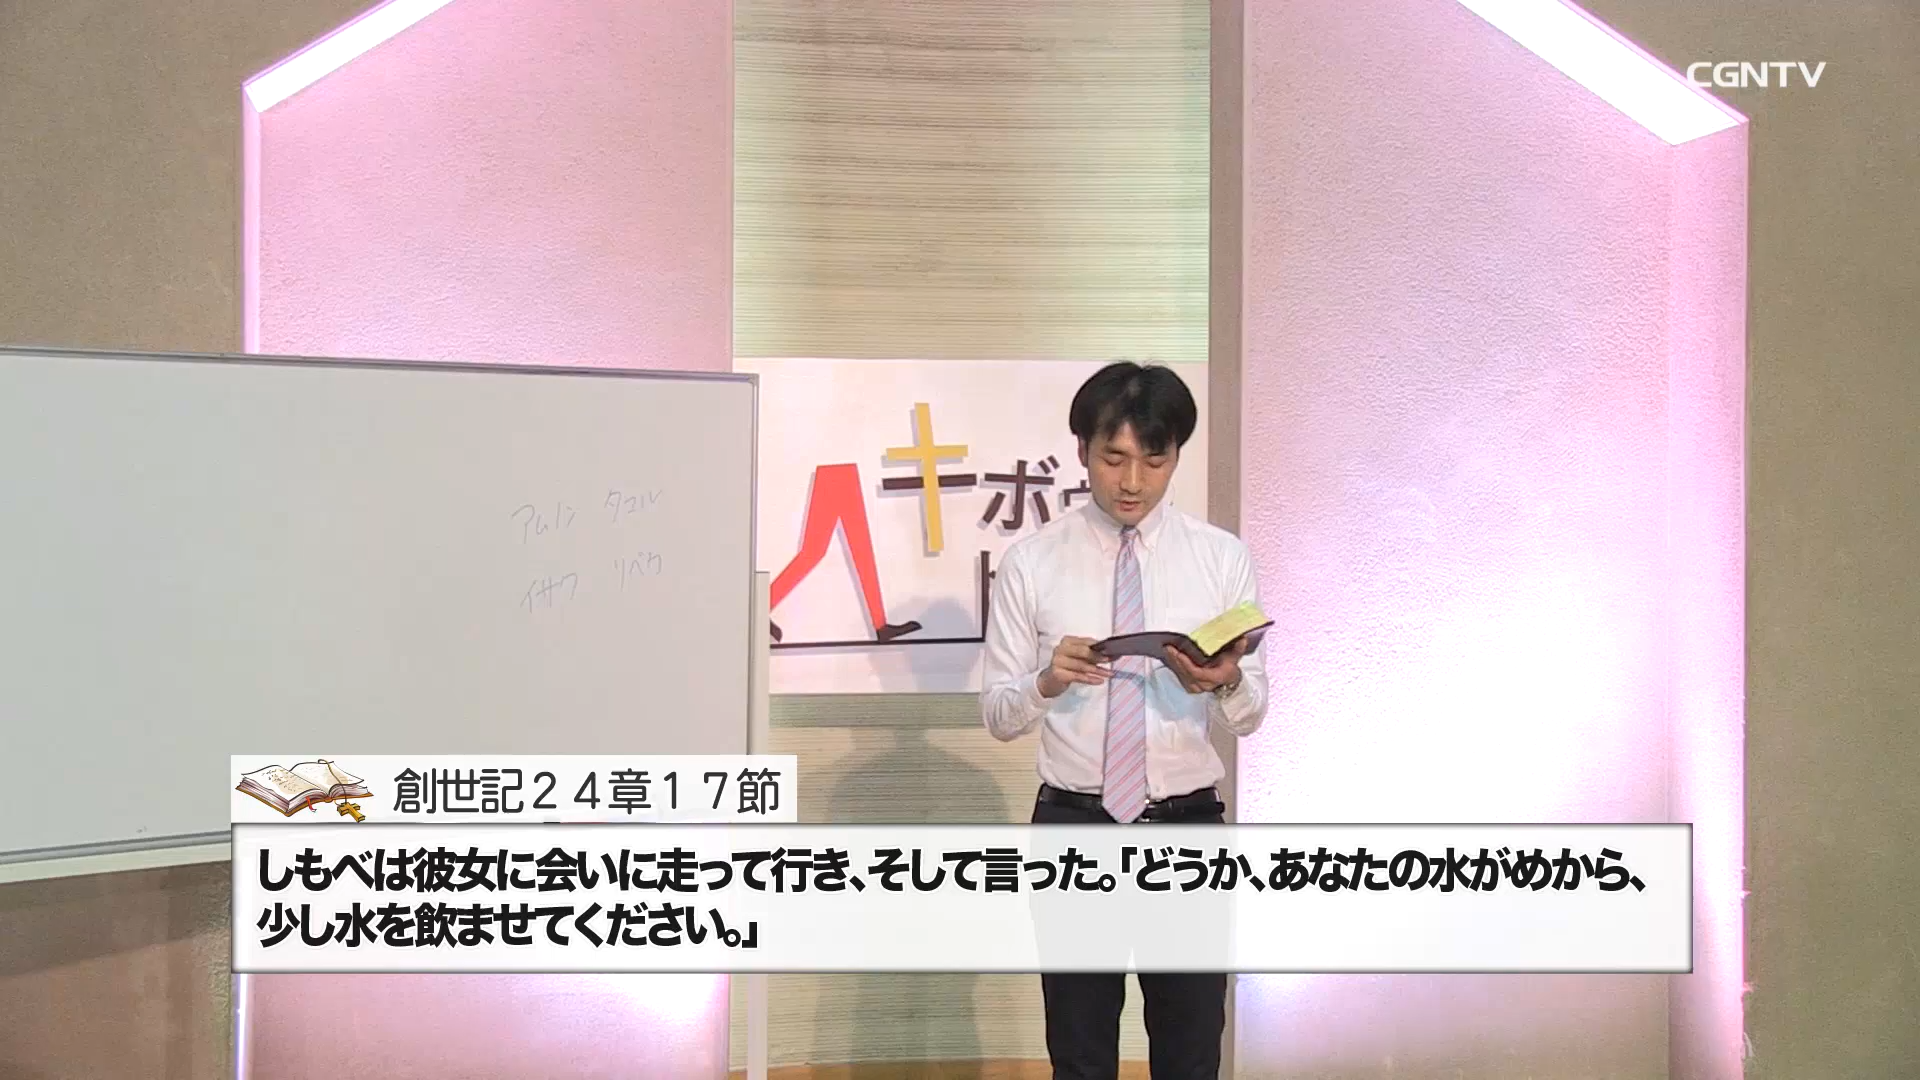 CGNTV
キボウ
アムノン タマル
イサク リベカ
創世記２４章１７節
しもべは彼女に会いに走って行き、そして言った。「どうか、あなたの水がめから、
少し水を飲ませてください。」